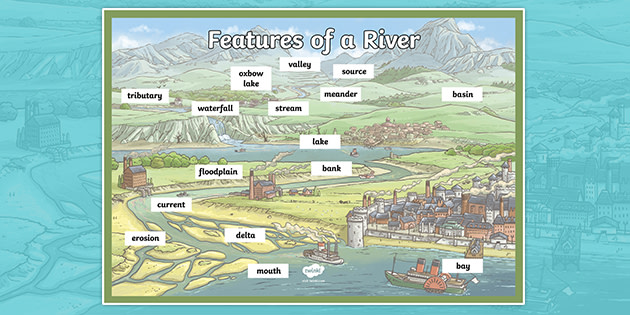 Features of a River
valley
source
oxbow
lake
tributary
meander
basin
waterfall
stream
lake
floodplain
bank
current
erosion
delta
mouth
bay
twinkl